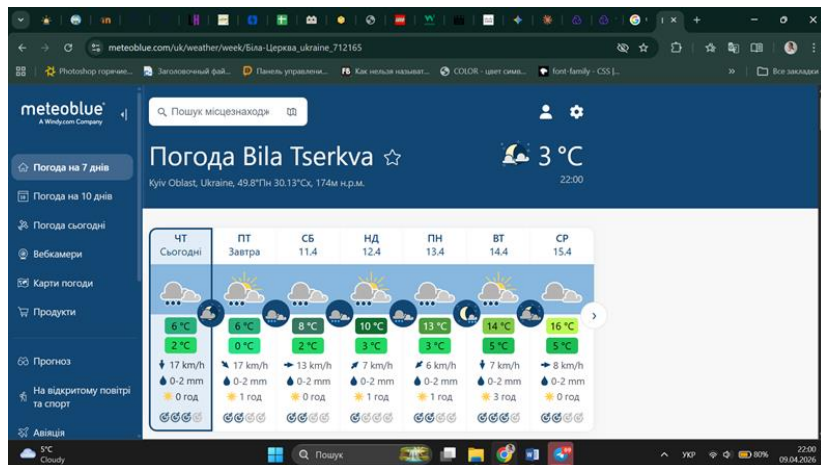 meteoblue.com/uk/weather/week/Біла-Церква_ukraine_712165
Photoshop горячие...
Заголовочный фай...
Панель управлени...
Как нельзя называт...
COLOR - цвет симв...
font-family - CSS |...
Все закладки
meteoblue
A Windy.com Company
Пошук місцезнаходж
Погода Bila Tserkva
3 °C
Kyiv Oblast, Ukraine, 49.8°Пн 30.13°Сх, 174м н.р.м.
22:00
Погода на 7 днів
Погода на 10 днів
Погода сьогодні
Вебкамери
Карти погоди
Продукти
Прогноз
На відкритому повітрі
та спорт
Авіація
ЧТ ПТ СБ НД ПН ВТ СР
Сьогодні Завтра 11.4 12.4 13.4 14.4 15.4
6 °C 6 °C 8 °C 10 °C 13 °C 14 °C 16 °C
2 °C 0 °C 2 °C 3 °C 3 °C 5 °C 5 °C
17 km/h 17 km/h 13 km/h 7 km/h 6 km/h 7 km/h 8 km/h
0-2 mm 0-2 mm 0-2 mm 0-2 mm 0-2 mm 0-2 mm 0-2 mm
0 год 1 год 0 год 1 год 1 год 3 год 0 год
5°C
Cloudy
Пошук
УКР
80%
22:00
09.04.2026